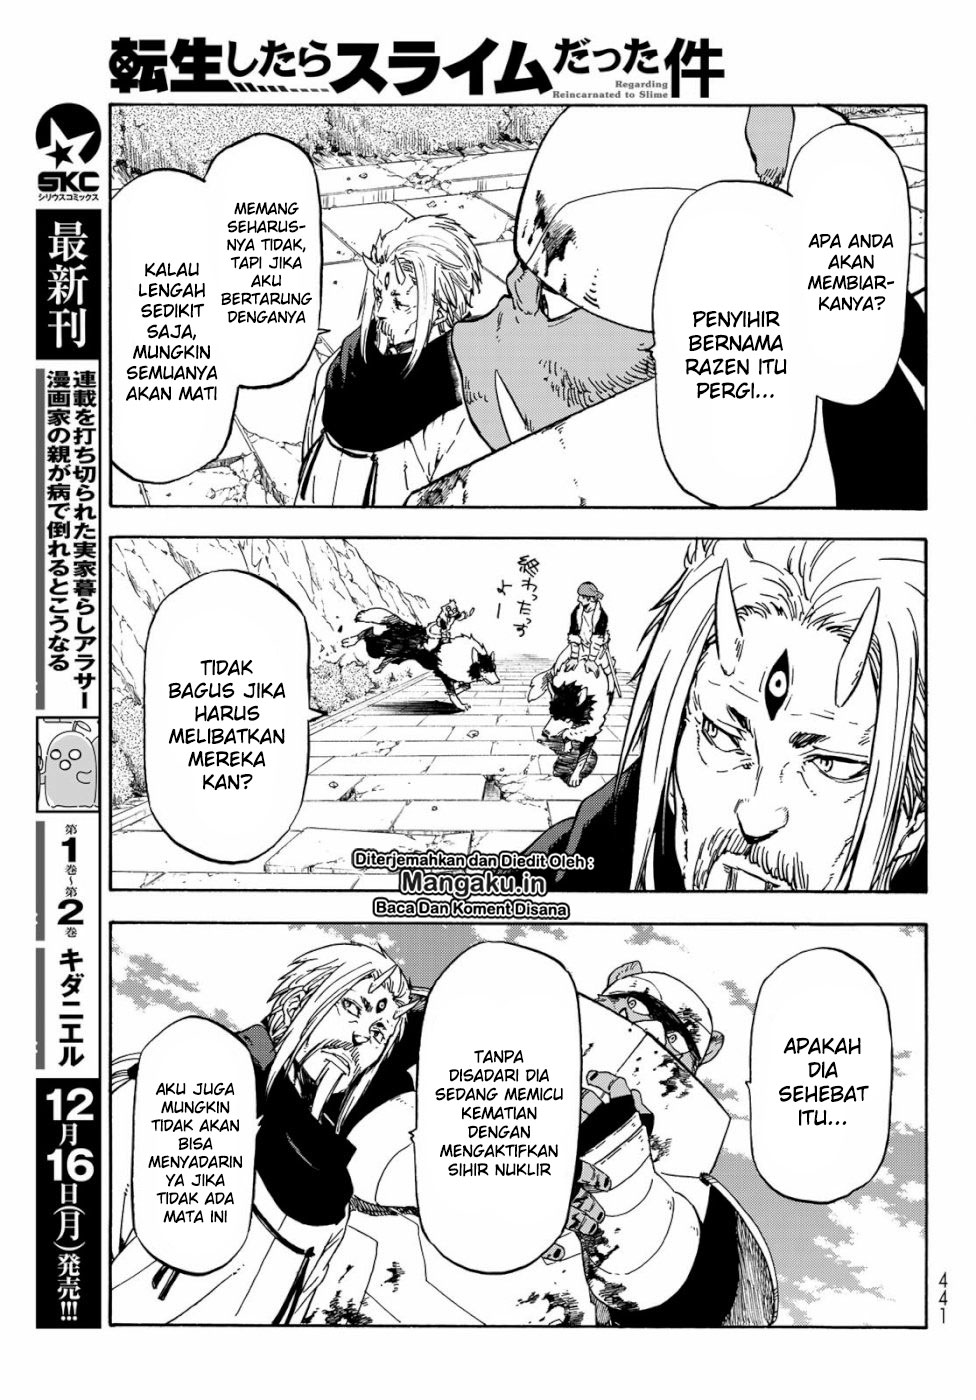 転生したらスライムだった件
Regarding
Reincarnated to Slime
SKC
シリウスコミックス
最新刊
連載を打ち切られた実家暮らしアラサー
漫画家の親が病で倒れるとこうなる
第1巻~第2巻
キダニエル
12月16日(月)発売!!!
APA ANDA
AKAN
MEMBIAR-
KANYA?
PENYIHIR
BERNAMA
RAZEN ITU
PERGI...
MEMANG
SEHARUS-
NYA TIDAK,
TAPI JIKA
AKU
BERTARUNG
DENGANYA
KALAU
LENGAH
SEDIKIT
SAJA,
MUNGKIN
SEMUANYA
AKAN MATI
終わったっす
よー
TIDAK
BAGUS JIKA
HARUS
MELIBATKAN
MEREKA
KAN?
Diterjemahkan dan Diedit Oleh :
Mangaku.in
Baca Dan Koment Disana
APAKAH
DIA
SEHEBAT
ITU...
TANPA
DISADARI DIA
SEDANG MEMICU
KEMATIAN
DENGAN
MENGAKTIFKAN
SIHIR NUKLIR
AKU JUGA
MUNGKIN
TIDAK AKAN
BISA
MENYADARIN
YA JIKA
TIDAK ADA
MATA INI
441